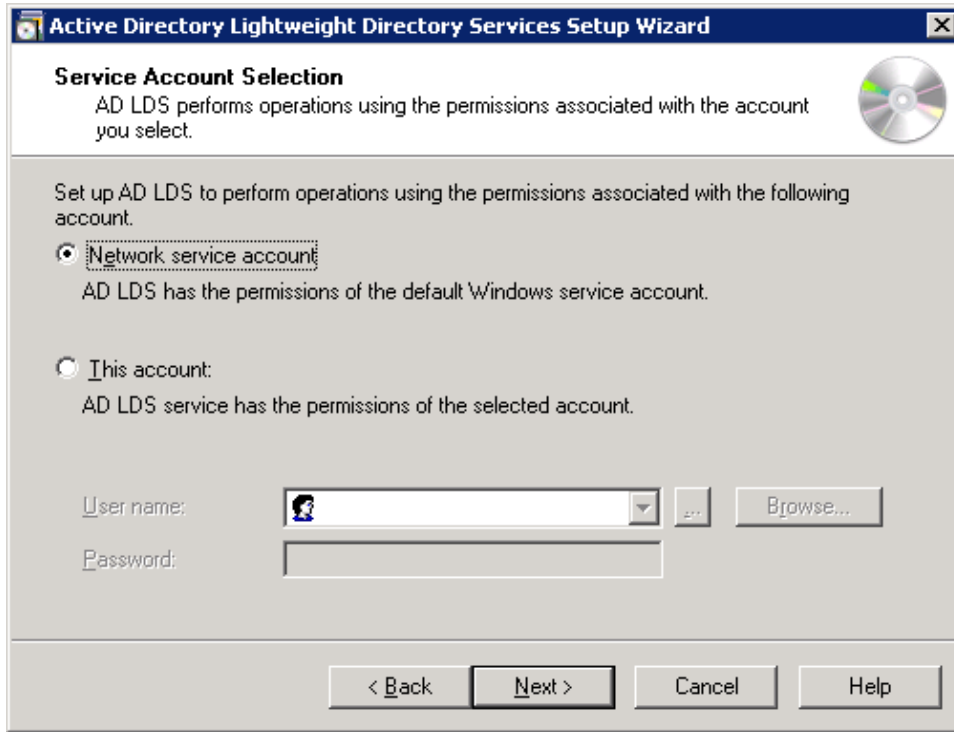 Active Directory Lightweight Directory Services Setup Wizard
Service Account Selection
AD LDS performs operations using the permissions associated with the account
you select.
Set up AD LDS to perform operations using the permissions associated with the following
account.
Network service account
AD LDS has the permissions of the default Windows service account.
This account:
AD LDS service has the permissions of the selected account.
User name:
...
Browse...
Password:
< Back
Next >
Cancel
Help